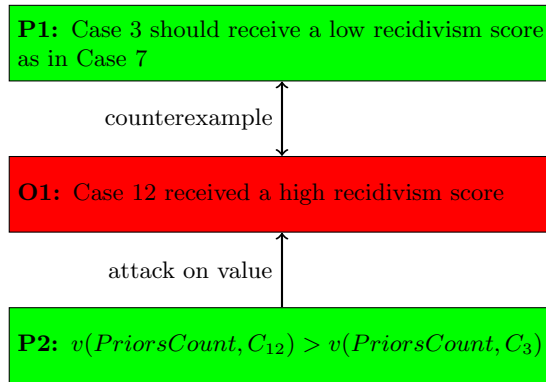 P1: Case 3 should receive a low recidivism score
as in Case 7
counterexample
O1: Case 12 received a high recidivism score
attack on value
P2: v(PriorsCount, C₁₂) > v(PriorsCount, C₃)